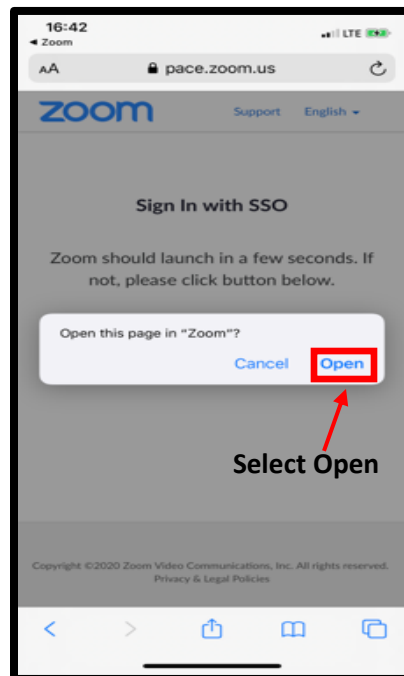 16:42
LTE
◀ Zoom
AA pace.zoom.us
zoom Support English
Sign In with SSO
Zoom should launch in a few seconds. If
not, please click button below.
Open this page in "Zoom"?
Cancel Open
Select Open
Copyright ©2020 Zoom Video Communications, Inc. All rights reserved.
Privacy & Legal Policies